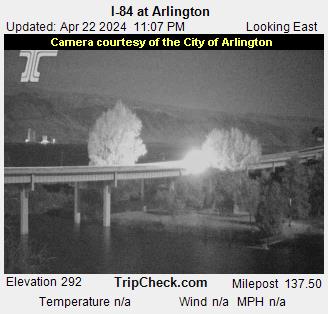 I-84 at Arlington
Updated: Apr 22 2024 11:07 PM Looking East
Camera courtesy of the City of Arlington
Elevation 292 TripCheck.com Milepost 137.50
Temperature n/a Wind n/a MPH n/a